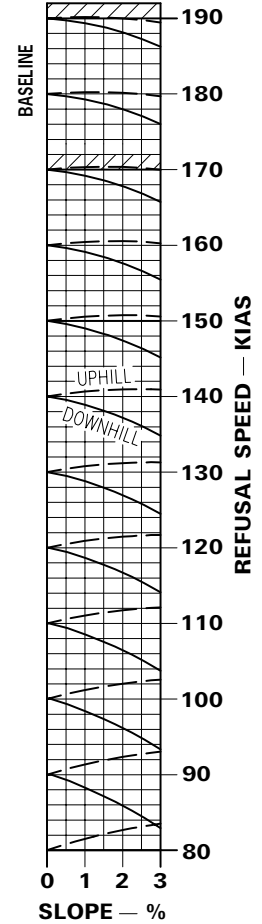 190
BASELINE
180
170
160
150
UPHILL
140
DOWNHILL
130
120
110
100
90
80
REFUSAL SPEED — KIAS
0 1 2 3
SLOPE — %